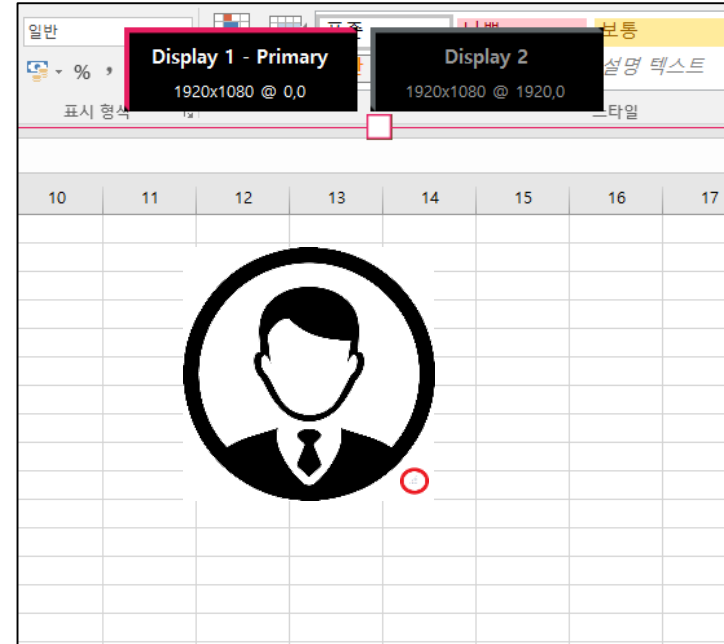 일반
보통
Display 1 - Primary
1920x1080 @ 0,0
Display 2
1920x1080 @ 1920,0
%
,
설명 텍스트
표시 형식
스타일
10 11 12 13 14 15 16 17